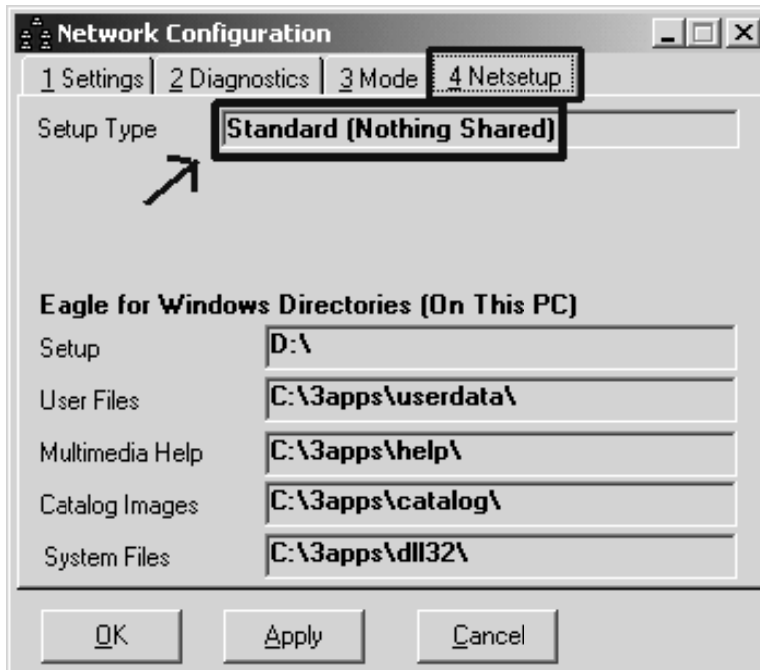 Network Configuration
1 Settings 2 Diagnostics 3 Mode 4 Netsetup
Setup Type Standard (Nothing Shared)
Eagle for Windows Directories (On This PC)
Setup D:\
User Files C:\3apps\userdata\
Multimedia Help C:\3apps\help\
Catalog Images C:\3apps\catalog\
System Files C:\3apps\dll32\
OK Apply Cancel